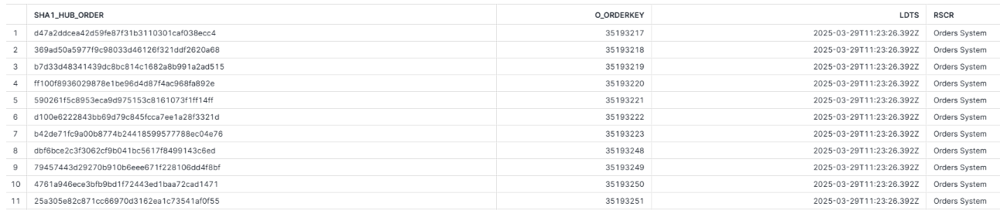 SHA1_HUB_ORDER O_ORDERKEY LDTS RSCR
1 d47a2ddcea42d59fe87f31b3110301caf038ecc4 35193217 2025-03-29T11:23:26.392Z Orders System
2 369ad50a5977f9c98033d46126f321ddf2620a68 35193218 2025-03-29T11:23:26.392Z Orders System
3 b7d33d48341439dc8bc814c1682a8b991a2ad515 35193219 2025-03-29T11:23:26.392Z Orders System
4 ff100f8936029878e1be96d4d87f4ac968fa892e 35193220 2025-03-29T11:23:26.392Z Orders System
5 590261f5c8953eca9d975153c8161073f1ff14ff 35193221 2025-03-29T11:23:26.392Z Orders System
6 d100e6222843bb69d79c845fcca7ee1a28f3321d 35193222 2025-03-29T11:23:26.392Z Orders System
7 b42de71fc9a00b8774b24418599577788ec04e76 35193223 2025-03-29T11:23:26.392Z Orders System
8 dbf6bce2c3f3062cf9b041bc5617f8499143c6ed 35193248 2025-03-29T11:23:26.392Z Orders System
9 79457443d29270b910b6eee671f228106dd4f8bf 35193249 2025-03-29T11:23:26.392Z Orders System
10 4761a946ece3bfb9bd1f72443ed1baa72cad1471 35193250 2025-03-29T11:23:26.392Z Orders System
11 25a305e82c871cc66970d3162ea1c73541af0f55 35193251 2025-03-29T11:23:26.392Z Orders System